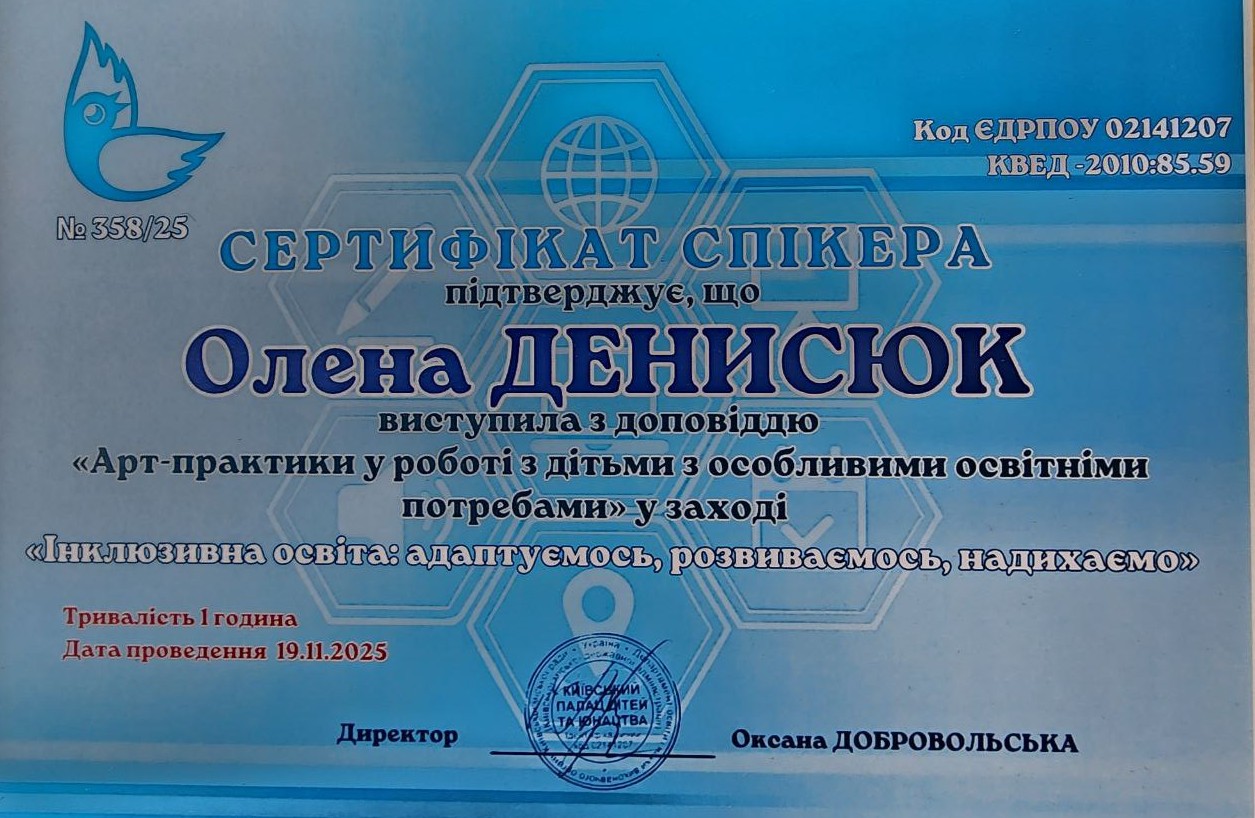 Код ЄДРПОУ 02141207
КВЕД -2010:85.59
№ 358/25
СЕРТИФІКАТ СПІКЕРА
підтверджує, що
Олена ДЕНИСЮК
виступила з доповіддю
«Арт-практики у роботі з дітьми з особливими освітніми
потребами» у заході
«Інклюзивна освіта: адаптуємось, розвиваємось, надихаємо»
Тривалість 1 година
Дата проведення 19.11.2025
Україна
КИЇВСЬКИЙ
ПАЛАЦ ДІТЕЙ
ТА ЮНАЦТВА
Директор
Оксана ДОБРОВОЛЬСЬКА